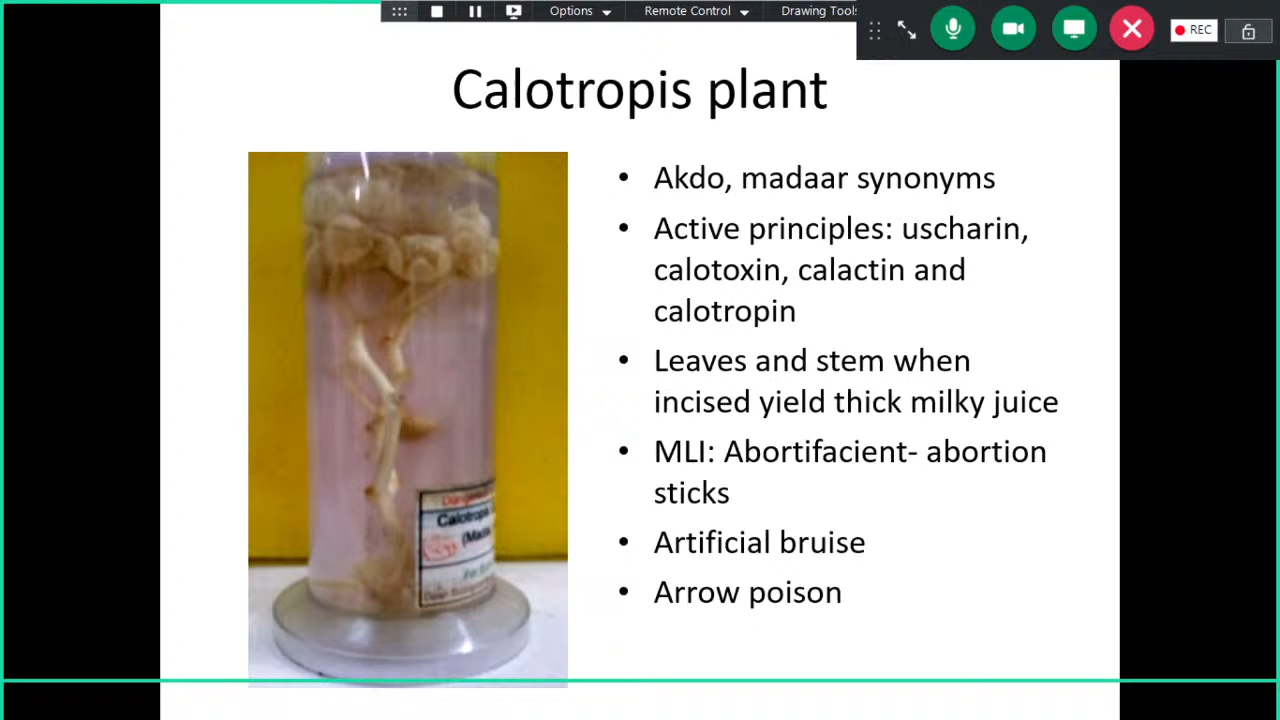 Options
Remote Control
Drawing Tools
REC
Calotropis plant
• Akdo, madaar synonyms
• Active principles: uscharin,
calotoxin, calactin and
calotropin
• Leaves and stem when
incised yield thick milky juice
• MLI: Abortifacient- abortion
sticks
• Artificial bruise
• Arrow poison